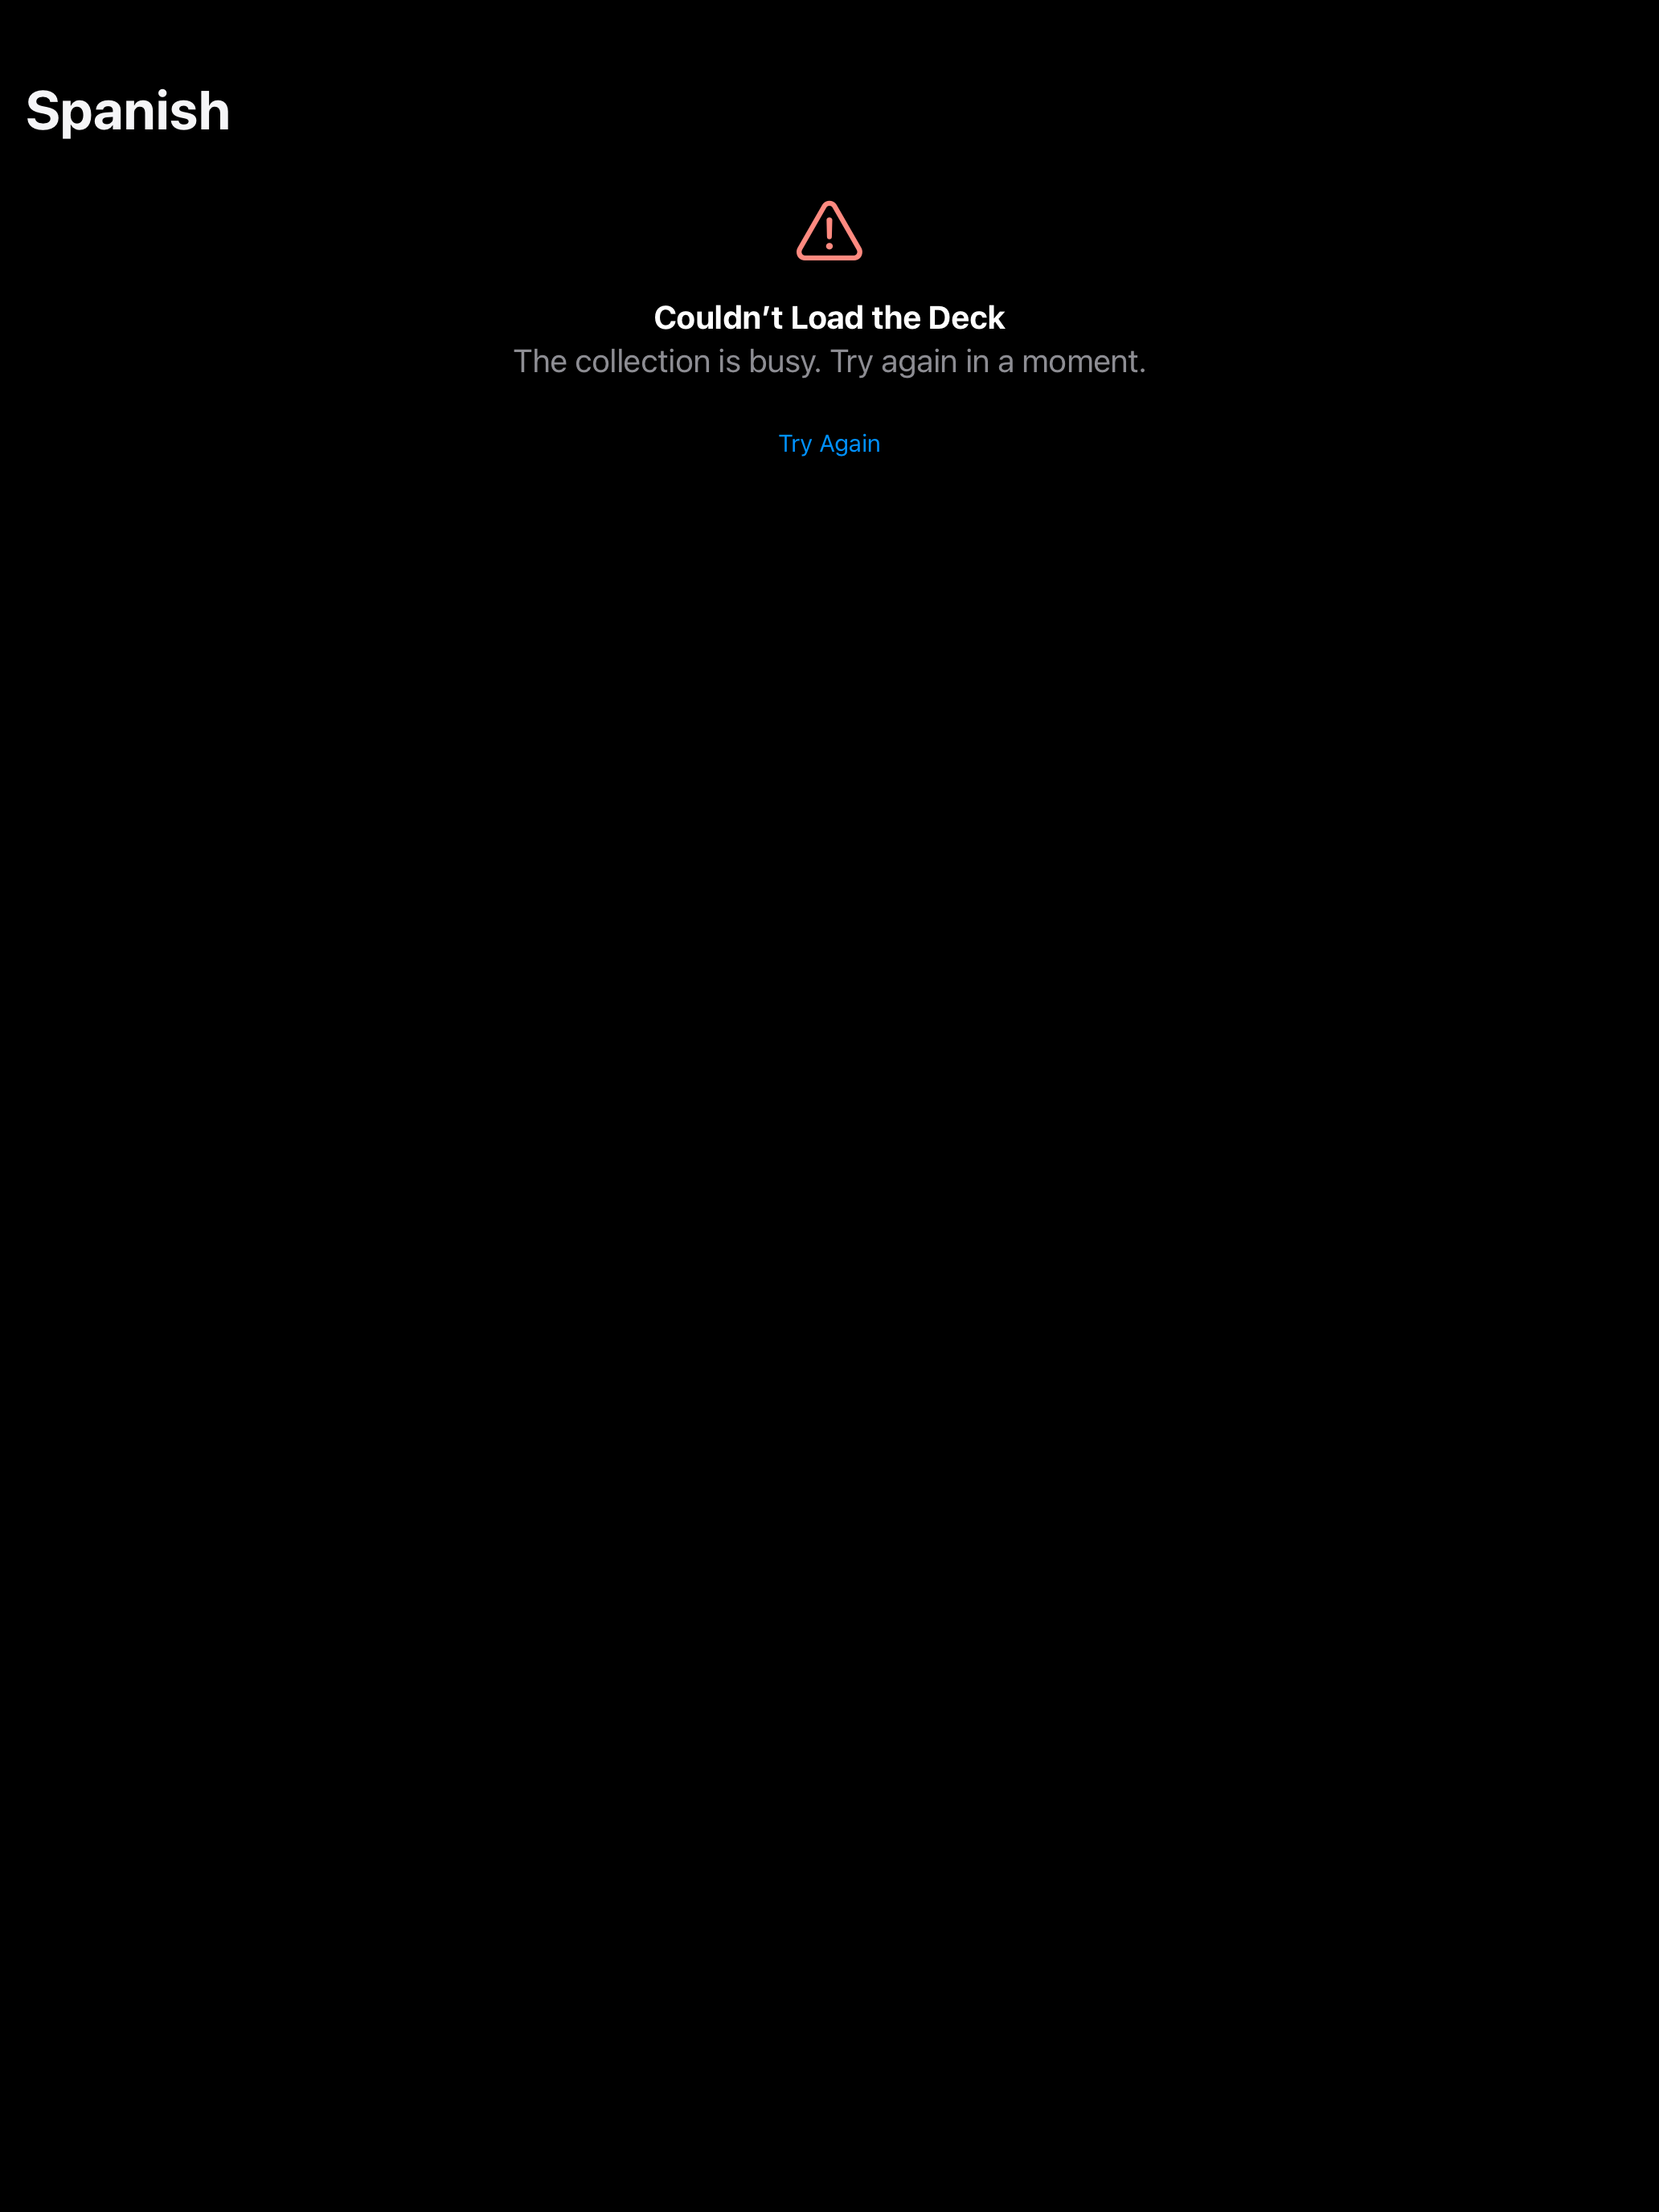 Spanish
Couldn’t Load the Deck
The collection is busy. Try again in a moment.
Try Again